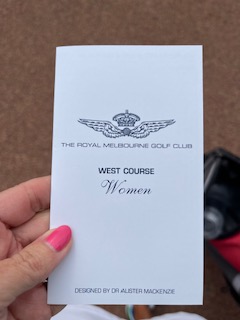 THE ROYAL MELBOURNE GOLF CLUB
WEST COURSE
Women
DESIGNED BY DR ALISTER MACKENZIE